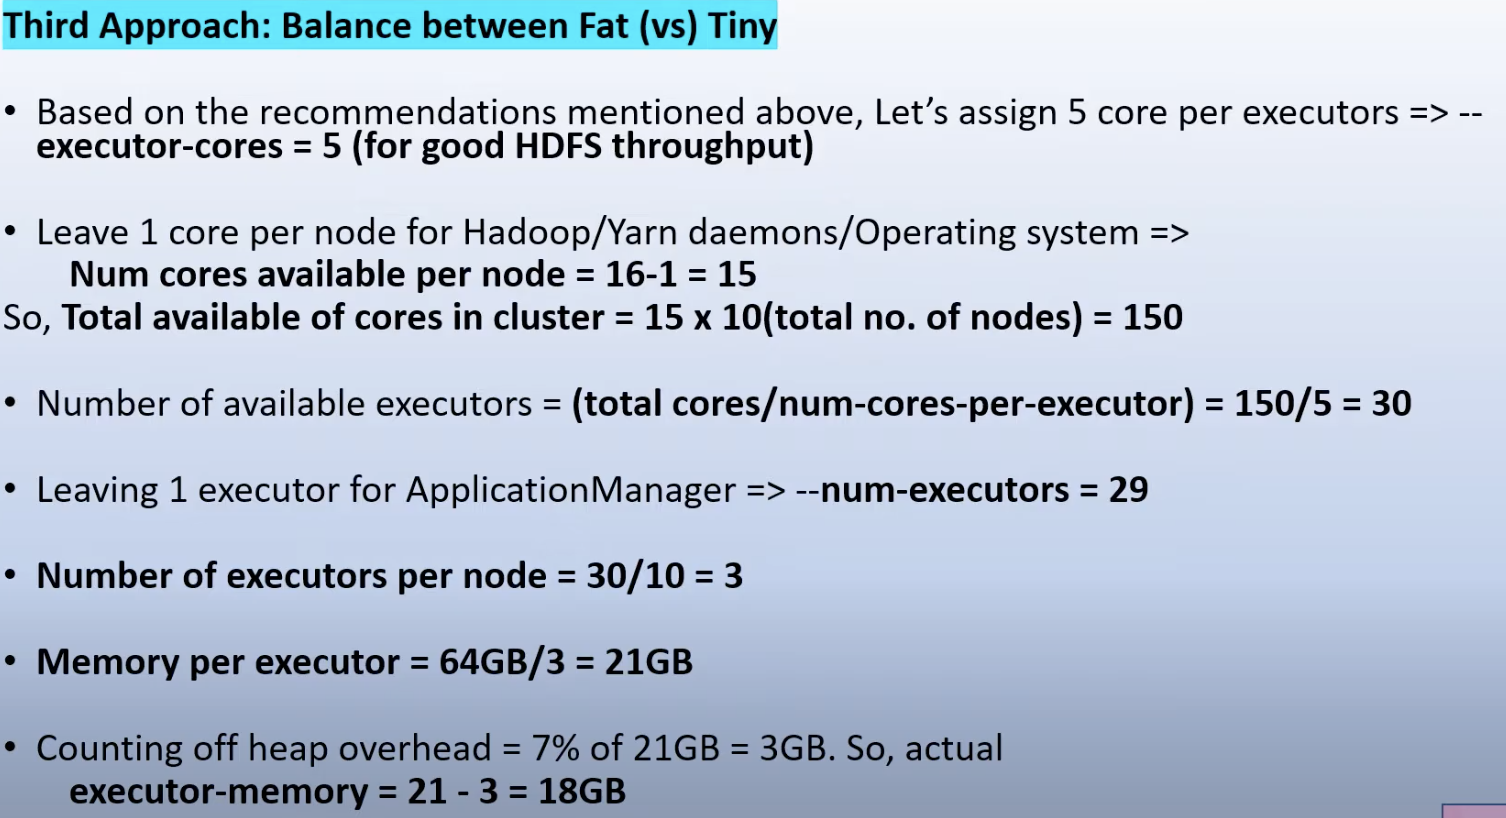 Third Approach: Balance between Fat (vs) Tiny
• Based on the recommendations mentioned above, Let’s assign 5 core per executors => --
executor-cores = 5 (for good HDFS throughput)
• Leave 1 core per node for Hadoop/Yarn daemons/Operating system =>
Num cores available per node = 16-1 = 15
So, Total available of cores in cluster = 15 x 10(total no. of nodes) = 150
• Number of available executors = (total cores/num-cores-per-executor) = 150/5 = 30
• Leaving 1 executor for ApplicationManager => --num-executors = 29
• Number of executors per node = 30/10 = 3
• Memory per executor = 64GB/3 = 21GB
• Counting off heap overhead = 7% of 21GB = 3GB. So, actual
executor-memory = 21 - 3 = 18GB